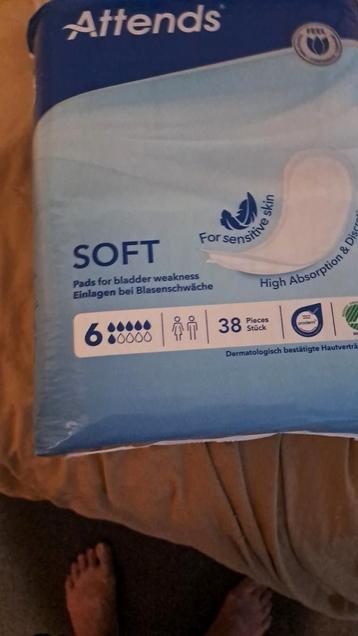 Attends®
FEEL
For sensitive skin
SOFT
Pads for bladder weakness
Einlagen bei Blasenschwäche
High Absorption &
6
38 Pieces
Stück
Dermatologisch bestätigte